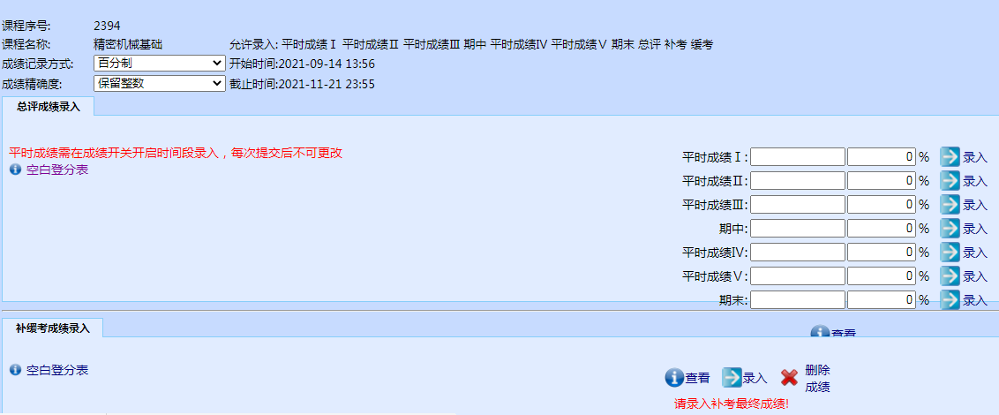 课程序号: 2394
课程名称: 精密机械基础 允许录入: 平时成绩Ⅰ 平时成绩Ⅱ 平时成绩Ⅲ 期中 平时成绩Ⅳ 平时成绩Ⅴ 期末 总评 补考 缓考
成绩记录方式: 百分制 开始时间:2021-09-14 13:56
成绩精确度: 保留整数 截止时间:2021-11-21 23:55
总评成绩录入
平时成绩需在成绩开关开启时间段录入，每次提交后不可更改
空白登分表
平时成绩Ⅰ: 0 % 录入
平时成绩Ⅱ: 0 % 录入
平时成绩Ⅲ: 0 % 录入
期中: 0 % 录入
平时成绩Ⅳ: 0 % 录入
平时成绩Ⅴ: 0 % 录入
期末: 0 % 录入
查看
补缓考成绩录入
空白登分表
查看 录入 删除
成绩
请录入补考最终成绩!